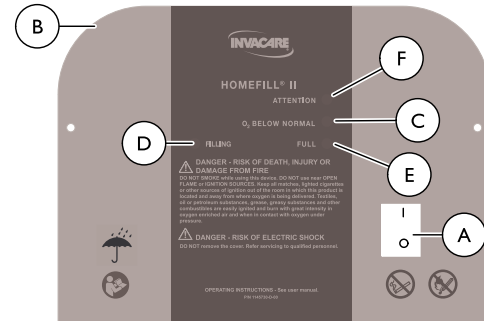 B
INVACARE
F
HOMEFILL® II
ATTENTION
O₂ BELOW NORMAL
C
D
FILLING
FULL
E
DANGER - RISK OF DEATH, INJURY OR
DAMAGE FROM FIRE
DO NOT SMOKE while using this device. DO NOT use near OPEN
FLAME or IGNITION SOURCES. Keep all matches, lighted cigarettes
or other sources of ignition out of the room in which this product is
located and away from where oxygen is being delivered. Textiles,
oil or petroleum substances, grease, greasy substances and other
combustibles are easily ignited and burn with great intensity in
oxygen enriched air and when in contact with oxygen under
pressure
A
I
O
DANGER - RISK OF ELECTRIC SHOCK
DO NOT remove the cover. Refer servicing to qualified personnel.
OPERATING INSTRUCTIONS - See user manual.
P/N